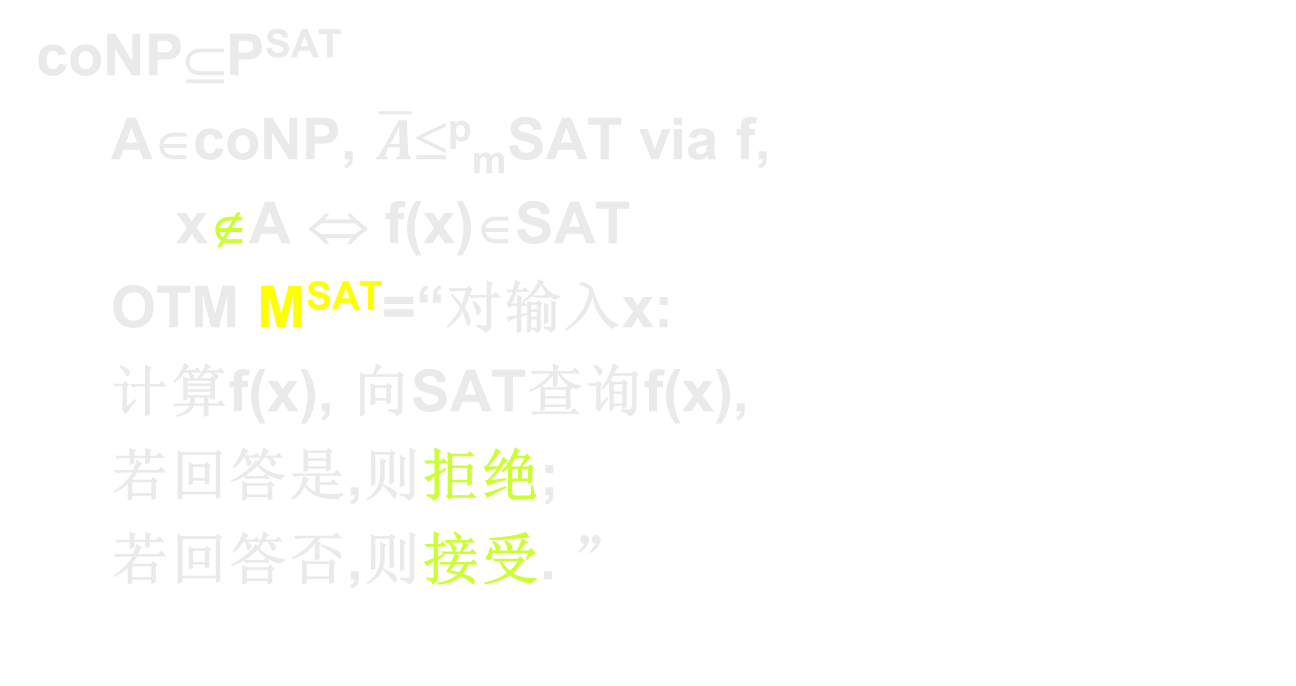 coNP⊆P^SAT
A∈coNP, A̅≤^p_mSAT via f,
x∉A ⇔ f(x)∈SAT
OTM M^SAT=“对输入x:
计算f(x), 向SAT查询f(x),
若回答是,则拒绝;
若回答否,则接受. ”